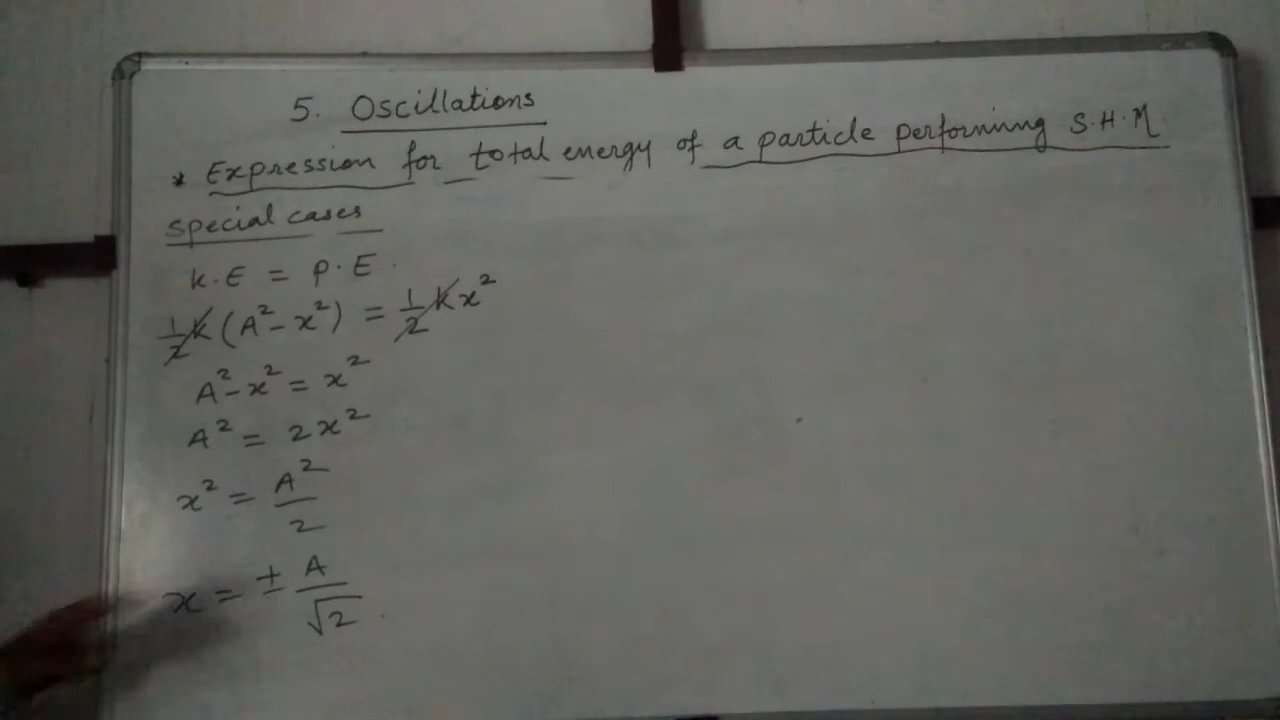 5. Oscillations
* Expression for total energy of a particle performing S.H.M
special cases
K.E = P.E.
1/2 K (A² - x²) = 1/2 K x²
A² - x² = x²
A² = 2x²
x² = A²/2
x = ± A/√2.